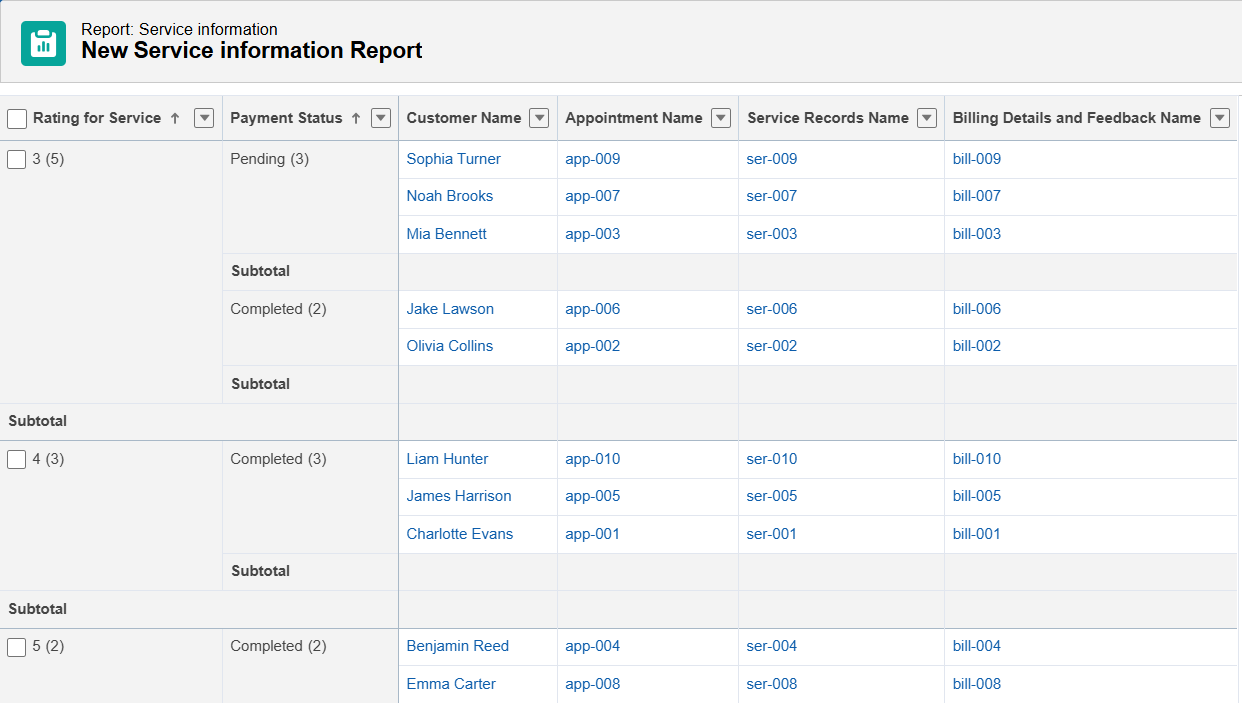 Report: Service information
New Service information Report
Rating for Service ↑ Payment Status ↑ Customer Name Appointment Name Service Records Name Billing Details and Feedback Name
3 (5) Pending (3) Sophia Turner app-009 ser-009 bill-009
Noah Brooks app-007 ser-007 bill-007
Mia Bennett app-003 ser-003 bill-003
Subtotal
Completed (2) Jake Lawson app-006 ser-006 bill-006
Olivia Collins app-002 ser-002 bill-002
Subtotal
Subtotal
4 (3) Completed (3) Liam Hunter app-010 ser-010 bill-010
James Harrison app-005 ser-005 bill-005
Charlotte Evans app-001 ser-001 bill-001
Subtotal
Subtotal
5 (2) Completed (2) Benjamin Reed app-004 ser-004 bill-004
Emma Carter app-008 ser-008 bill-008